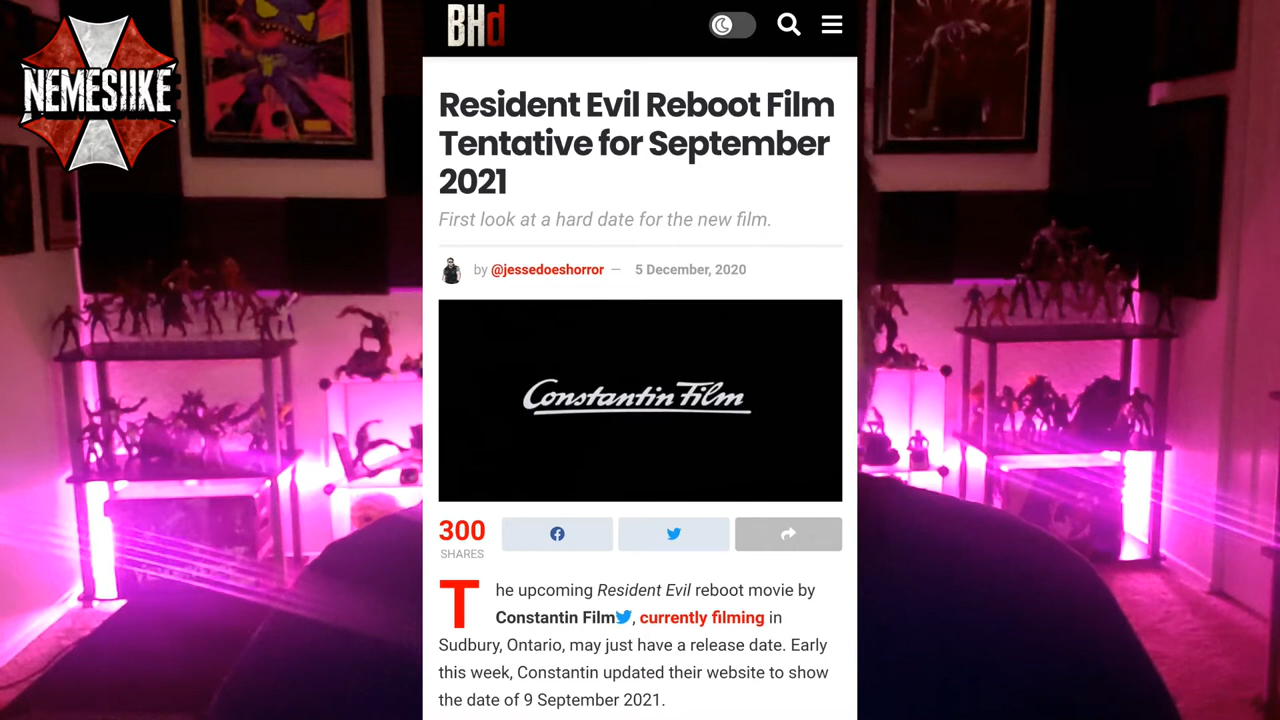 NEMESIIKE
BHd
Resident Evil Reboot Film
Tentative for September
2021
First look at a hard date for the new film.
by @jessedoeshorror — 5 December, 2020
Constantin Film
300
SHARES
The upcoming Resident Evil reboot movie by
Constantin Film, currently filming in
Sudbury, Ontario, may just have a release date. Early
this week, Constantin updated their website to show
the date of 9 September 2021.